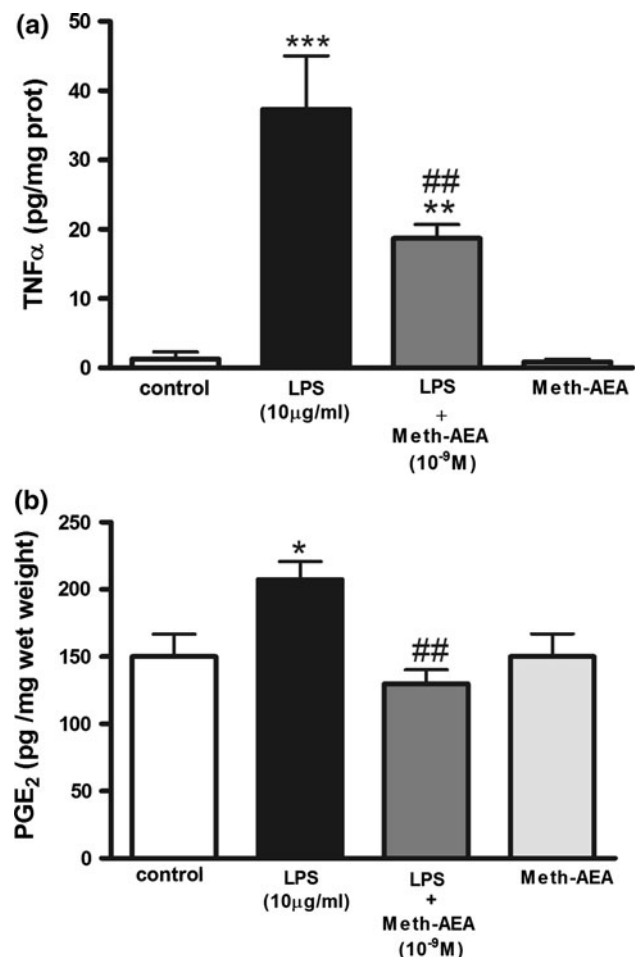 (a)
TNFα (pg/mg prot)
50
40
30
20
10
0
***
##
**
control
LPS
(10µg/ml)
LPS
+
Meth-AEA
(10⁻⁹M)
Meth-AEA
(b)
PGE₂ (pg /mg wet weight)
250
200
150
100
50
0
*
##
control
LPS
(10µg/ml)
LPS
+
Meth-AEA
(10⁻⁹M)
Meth-AEA